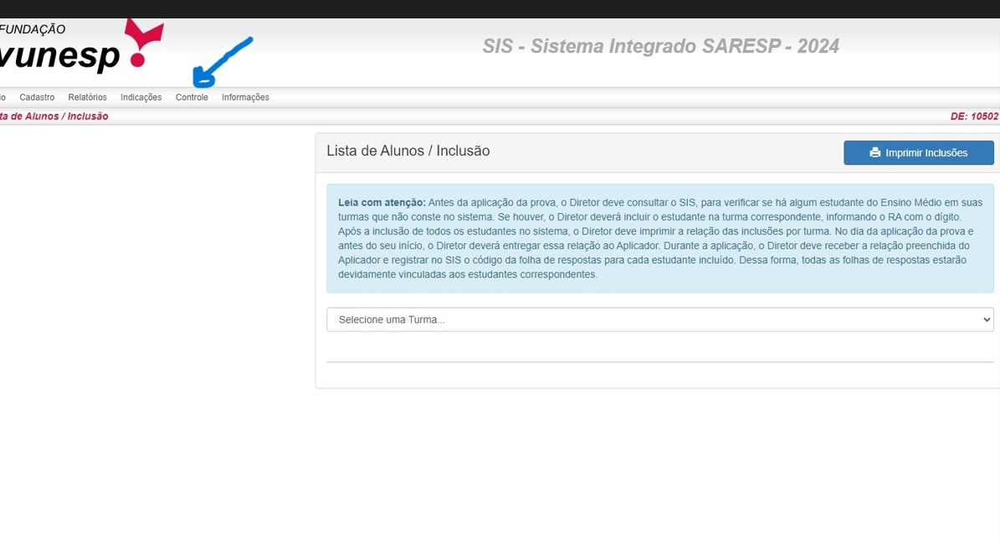 FUNDAÇÃO
vunesp
SIS - Sistema Integrado SARESP - 2024
io Cadastro Relatórios Indicações Controle Informações
ta de Alunos / Inclusão DE: 10502
Lista de Alunos / Inclusão
Imprimir Inclusões
Leia com atenção: Antes da aplicação da prova, o Diretor deve consultar o SIS, para verificar se há algum estudante do Ensino Médio em suas
turmas que não conste no sistema. Se houver, o Diretor deverá incluir o estudante na turma correspondente, informando o RA com o dígito.
Após a inclusão de todos os estudantes no sistema, o Diretor deve imprimir a relação das inclusões por turma. No dia da aplicação da prova e
antes do seu início, o Diretor deverá entregar essa relação ao Aplicador. Durante a aplicação, o Diretor deve receber a relação preenchida do
Aplicador e registrar no SIS o código da folha de respostas para cada estudante incluído. Dessa forma, todas as folhas de respostas estarão
devidamente vinculadas aos estudantes correspondentes.
Selecione uma Turma...